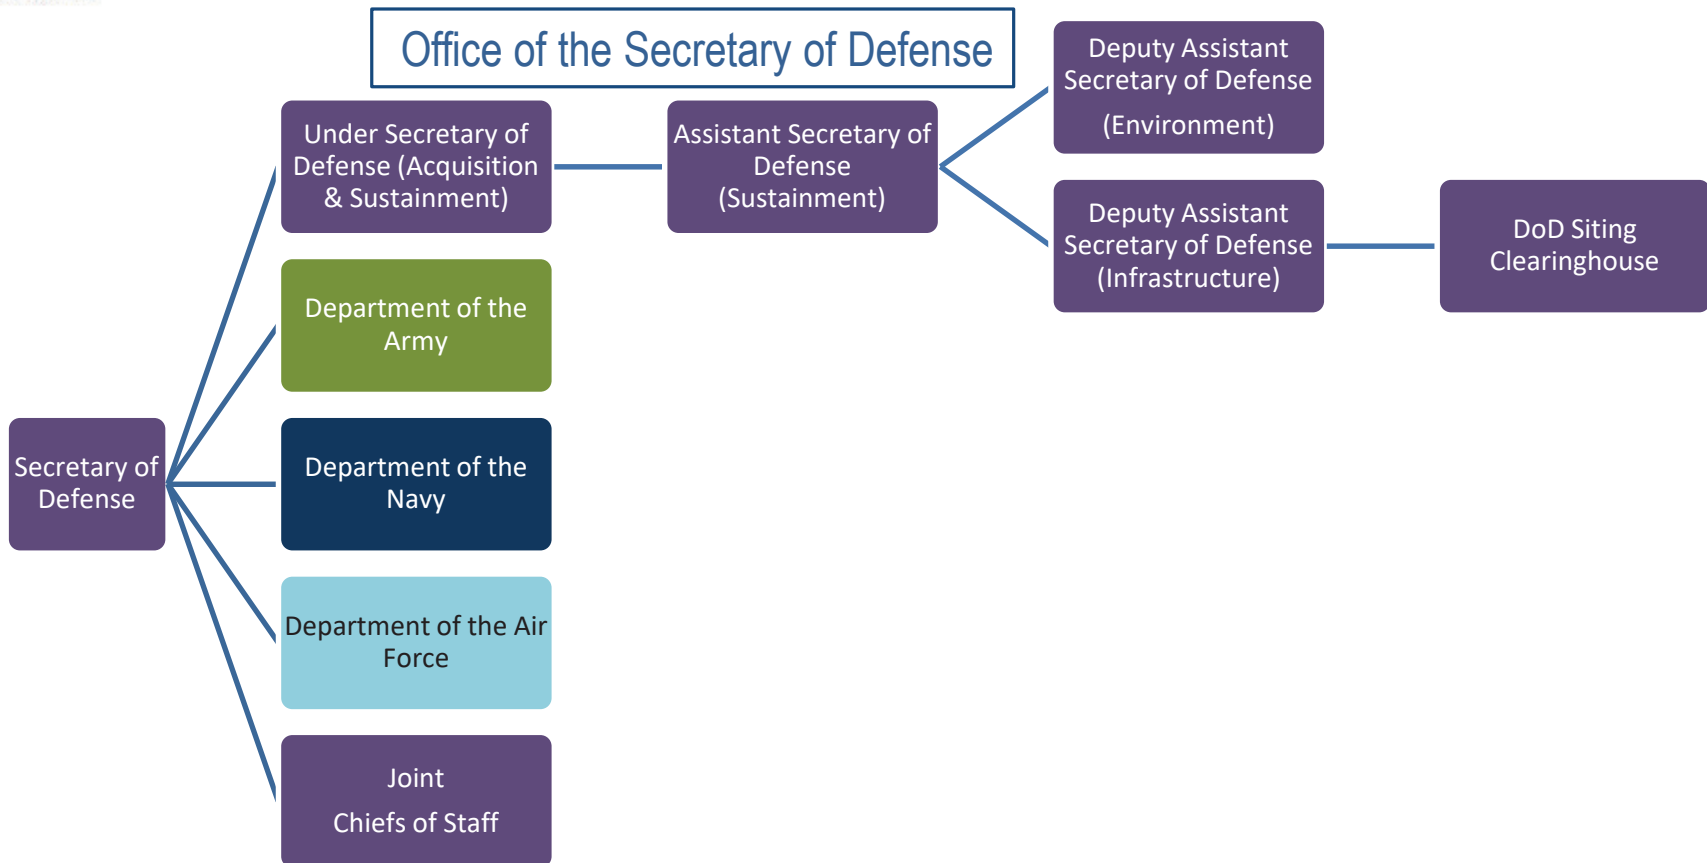 Office of the Secretary of Defense
Under Secretary of
Defense (Acquisition
& Sustainment)
Assistant Secretary of
Defense
(Sustainment)
Deputy Assistant
Secretary of Defense
(Environment)
Deputy Assistant
Secretary of Defense
(Infrastructure)
DoD Siting
Clearinghouse
Department of the
Army
Secretary of
Defense
Department of the
Navy
Department of the Air
Force
Joint
Chiefs of Staff